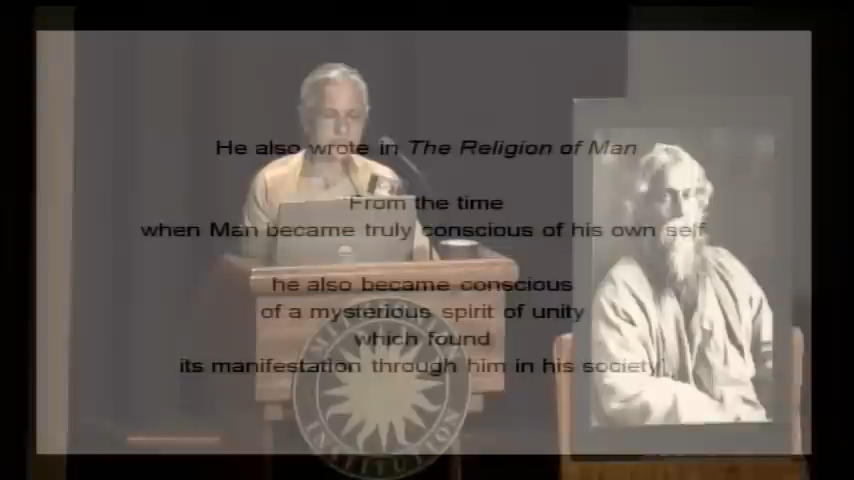 He also wrote in The Religion of Man
From the time
when Man became truly conscious of his own self
he also became conscious
of a mysterious spirit of unity
which found
its manifestation through him in his society'.
INSTITUTION